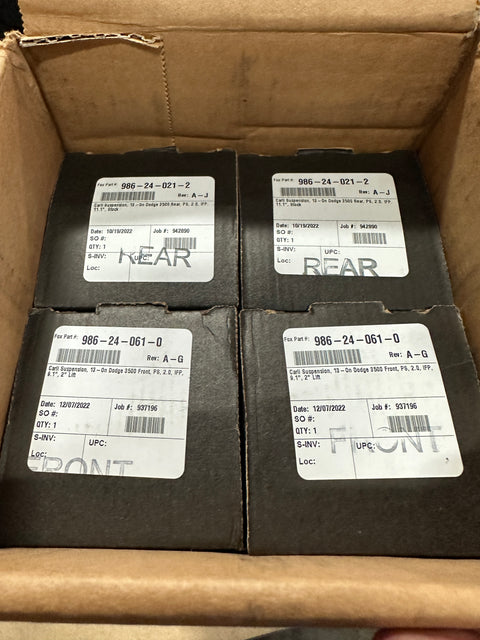 Fox Part #: 986-24-021-2
Rev: A-J
Carli Suspension, 13-On Dodge 3500 Rear, PS, 2.0, IFP,
11.1", Black
Date: 10/19/2022 Job #: 942890
SO #:
QTY: 1
S-INV: UPC:
Loc:
REAR
Fox Part #: 986-24-021-2
Rev: A-J
Carli Suspension, 13-On Dodge 3500 Rear, PS, 2.0, IFP,
11.1", Black
Date: 10/19/2022 Job #: 942890
SO #:
QTY: 1
S-INV: UPC:
Loc:
REAR
Fox Part #: 986-24-061-0
Rev: A-G
Carli Suspension, 13-On Dodge 3500 Front, PS, 2.0, IFP,
9.1", 2" Lift
Date: 12/07/2022 Job #: 937196
SO #:
QTY: 1
S-INV: UPC:
Loc:
FRONT
Fox Part #: 986-24-061-0
Rev: A-G
Carli Suspension, 13-On Dodge 3500 Front, PS, 2.0, IFP,
9.1", 2" Lift
Date: 12/07/2022 Job #: 937196
SO #:
QTY: 1
S-INV: UPC:
Loc:
FRONT